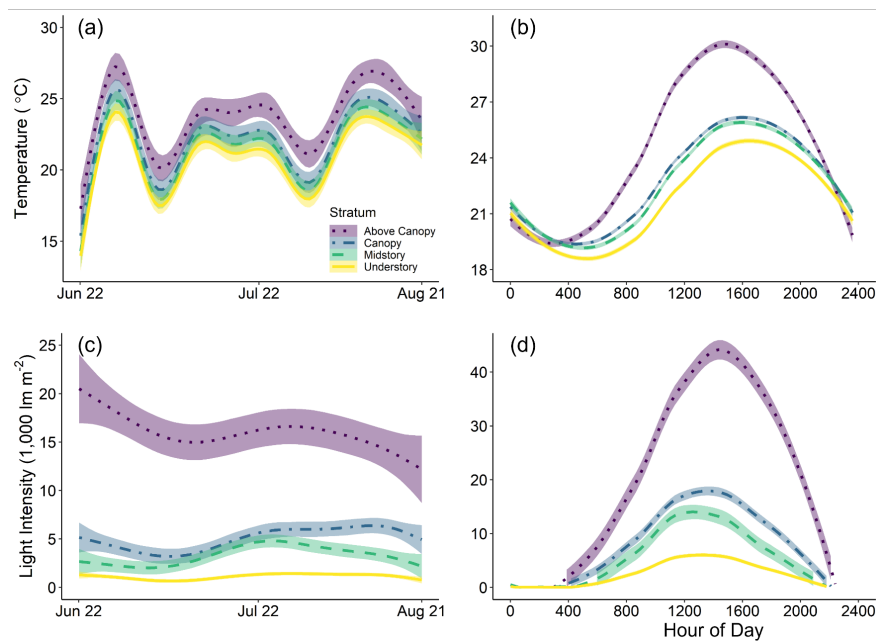 (a)
30
25
20
15
Temperature ( °C)
Stratum
Above Canopy
Canopy
Midstory
Understory
Jun 22
Jul 22
Aug 21
(b)
30
26
22
18
0
400
800
1200
1600
2000
2400
(c)
25
20
15
10
5
0
Light Intensity (1,000 lm m⁻²)
Jun 22
Jul 22
Aug 21
(d)
40
30
20
10
0
0
400
800
1200
1600
2000
2400
Hour of Day